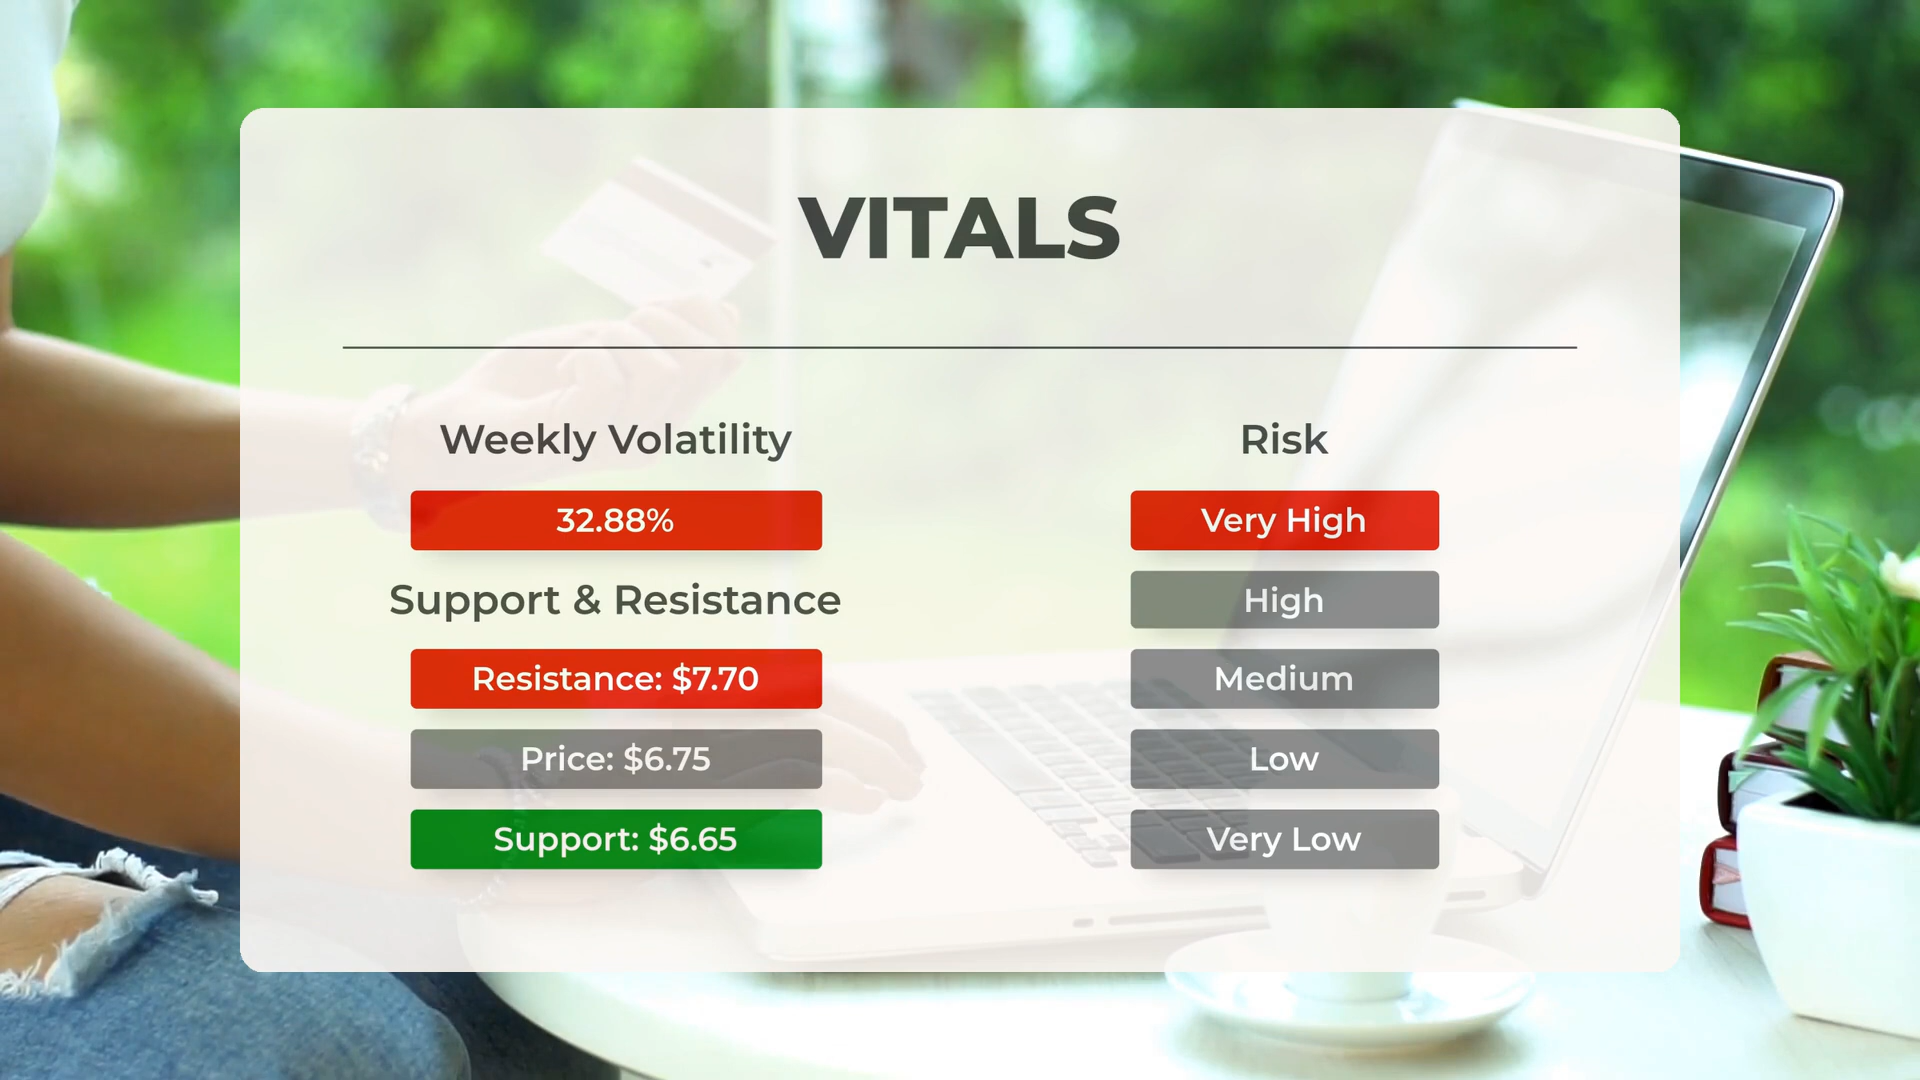 VITALS
Weekly Volatility
32.88%
Support & Resistance
Resistance: $7.70
Price: $6.75
Support: $6.65
Risk
Very High
High
Medium
Low
Very Low